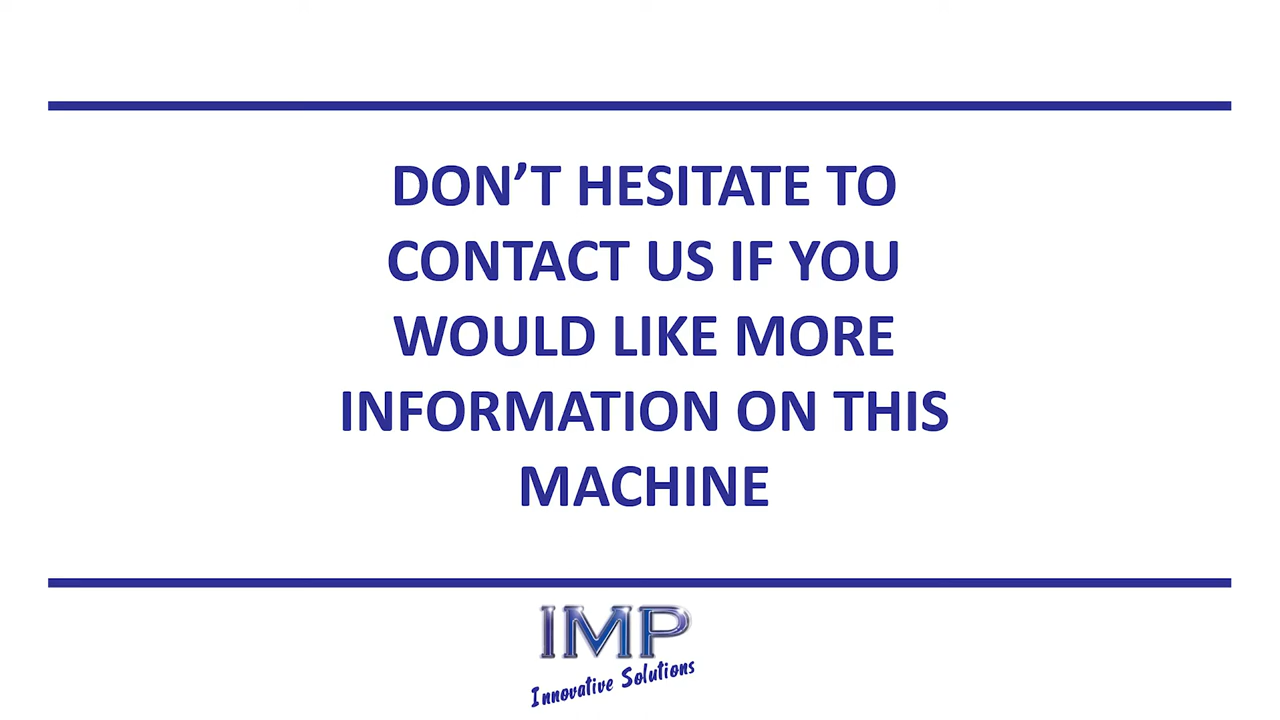 DON’T HESITATE TO
CONTACT US IF YOU
WOULD LIKE MORE
INFORMATION ON THIS
MACHINE
IMP
Innovative Solutions